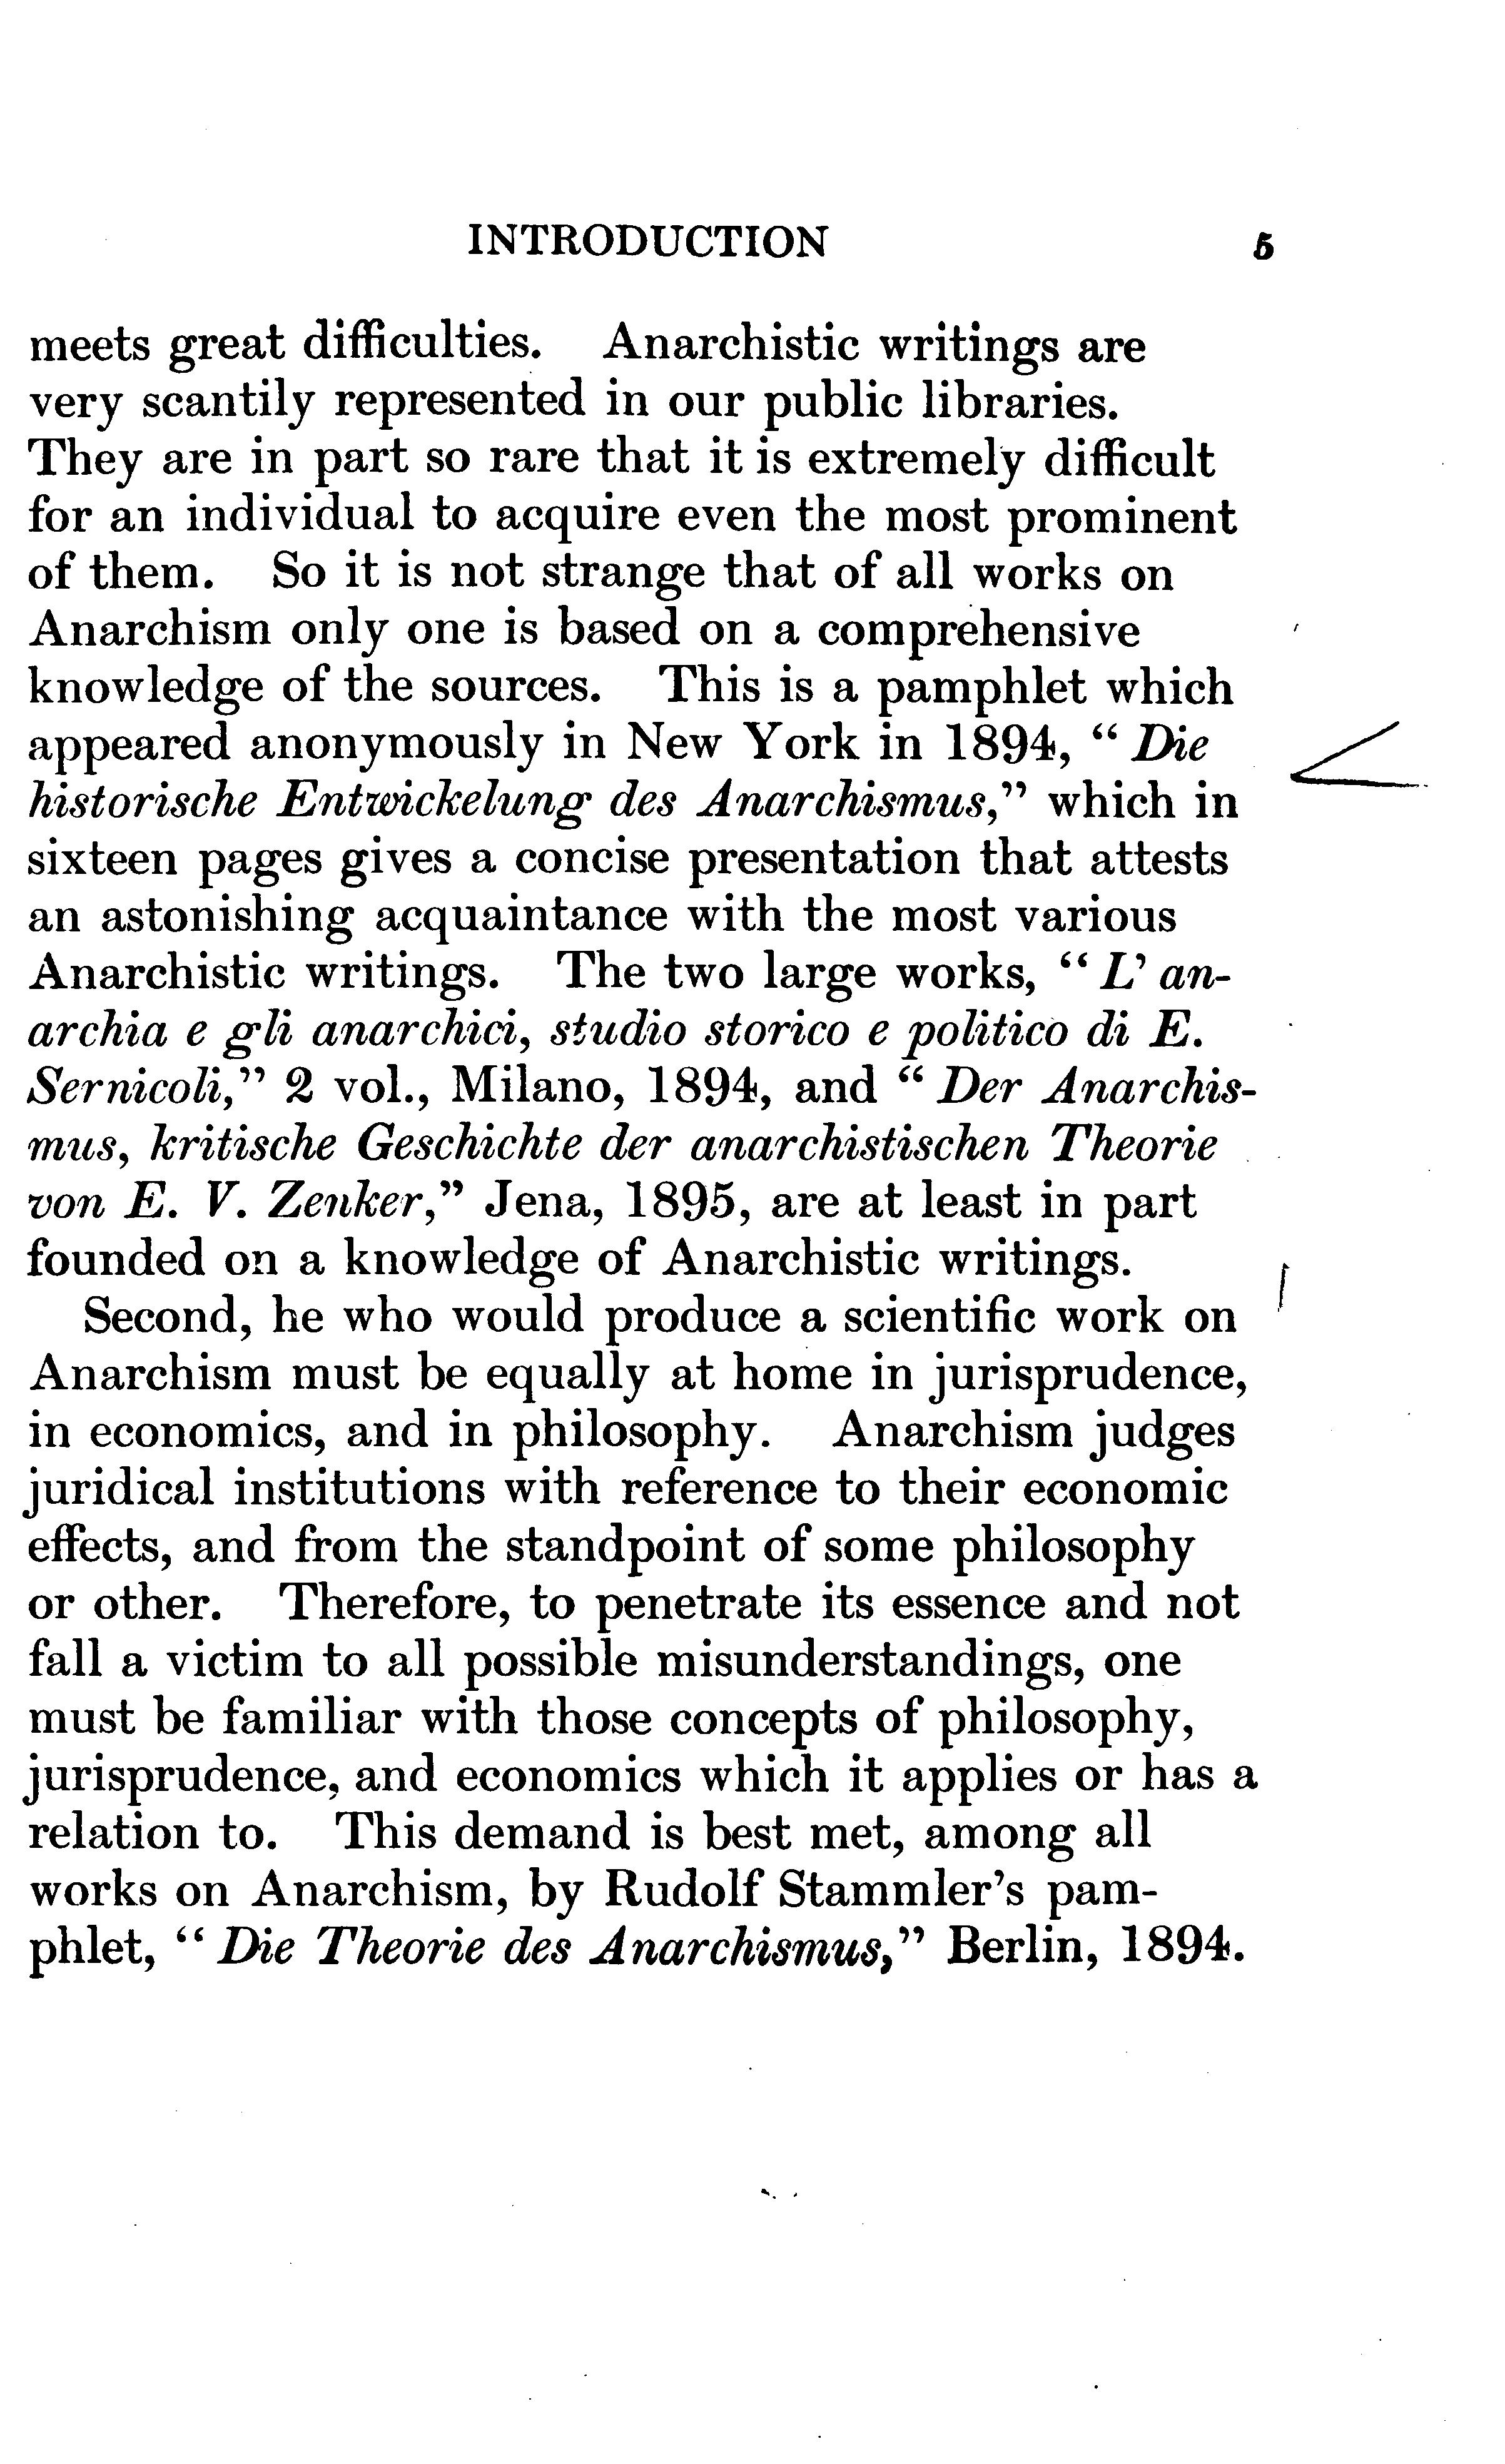 INTRODUCTION 5
meets great difficulties. Anarchistic writings are
very scantily represented in our public libraries.
They are in part so rare that it is extremely difficult
for an individual to acquire even the most prominent
of them. So it is not strange that of all works on
Anarchism only one is based on a comprehensive
knowledge of the sources. This is a pamphlet which
appeared anonymously in New York in 1894, “ Die
historische Entwickelung des Anarchismus,” which in
sixteen pages gives a concise presentation that attests
an astonishing acquaintance with the most various
Anarchistic writings. The two large works, “ L’ an-
archia e gli anarchici, studio storico e politico di E.
Sernicoli,” 2 vol., Milano, 1894, and “ Der Anarchis-
mus, kritische Geschichte der anarchistischen Theorie
von E. V. Zenker,” Jena, 1895, are at least in part
founded on a knowledge of Anarchistic writings.
Second, he who would produce a scientific work on
Anarchism must be equally at home in jurisprudence,
in economics, and in philosophy. Anarchism judges
juridical institutions with reference to their economic
effects, and from the standpoint of some philosophy
or other. Therefore, to penetrate its essence and not
fall a victim to all possible misunderstandings, one
must be familiar with those concepts of philosophy,
jurisprudence, and economics which it applies or has a
relation to. This demand is best met, among all
works on Anarchism, by Rudolf Stammler’s pam-
phlet, “ Die Theorie des Anarchismus,” Berlin, 1894.